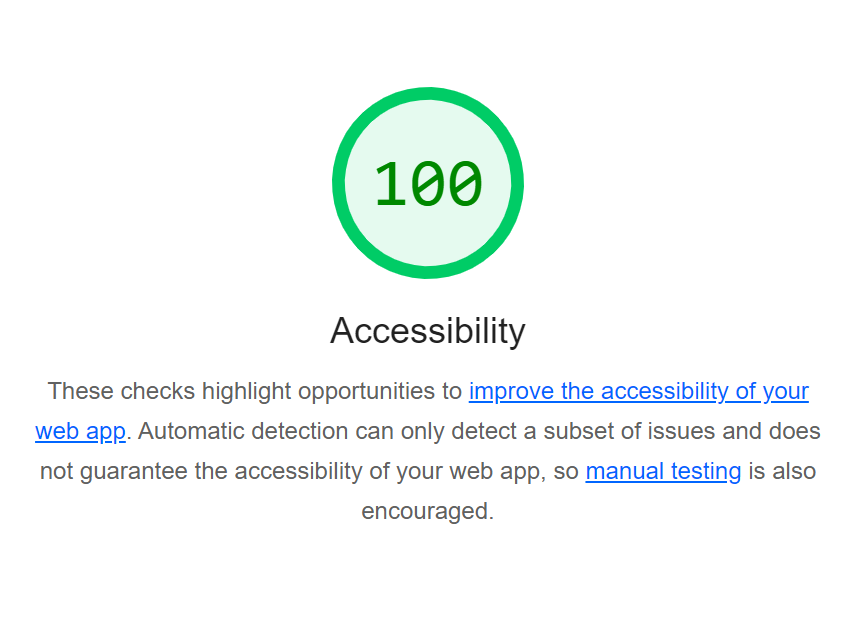 100
Accessibility
These checks highlight opportunities to improve the accessibility of your
web app. Automatic detection can only detect a subset of issues and does
not guarantee the accessibility of your web app, so manual testing is also
encouraged.